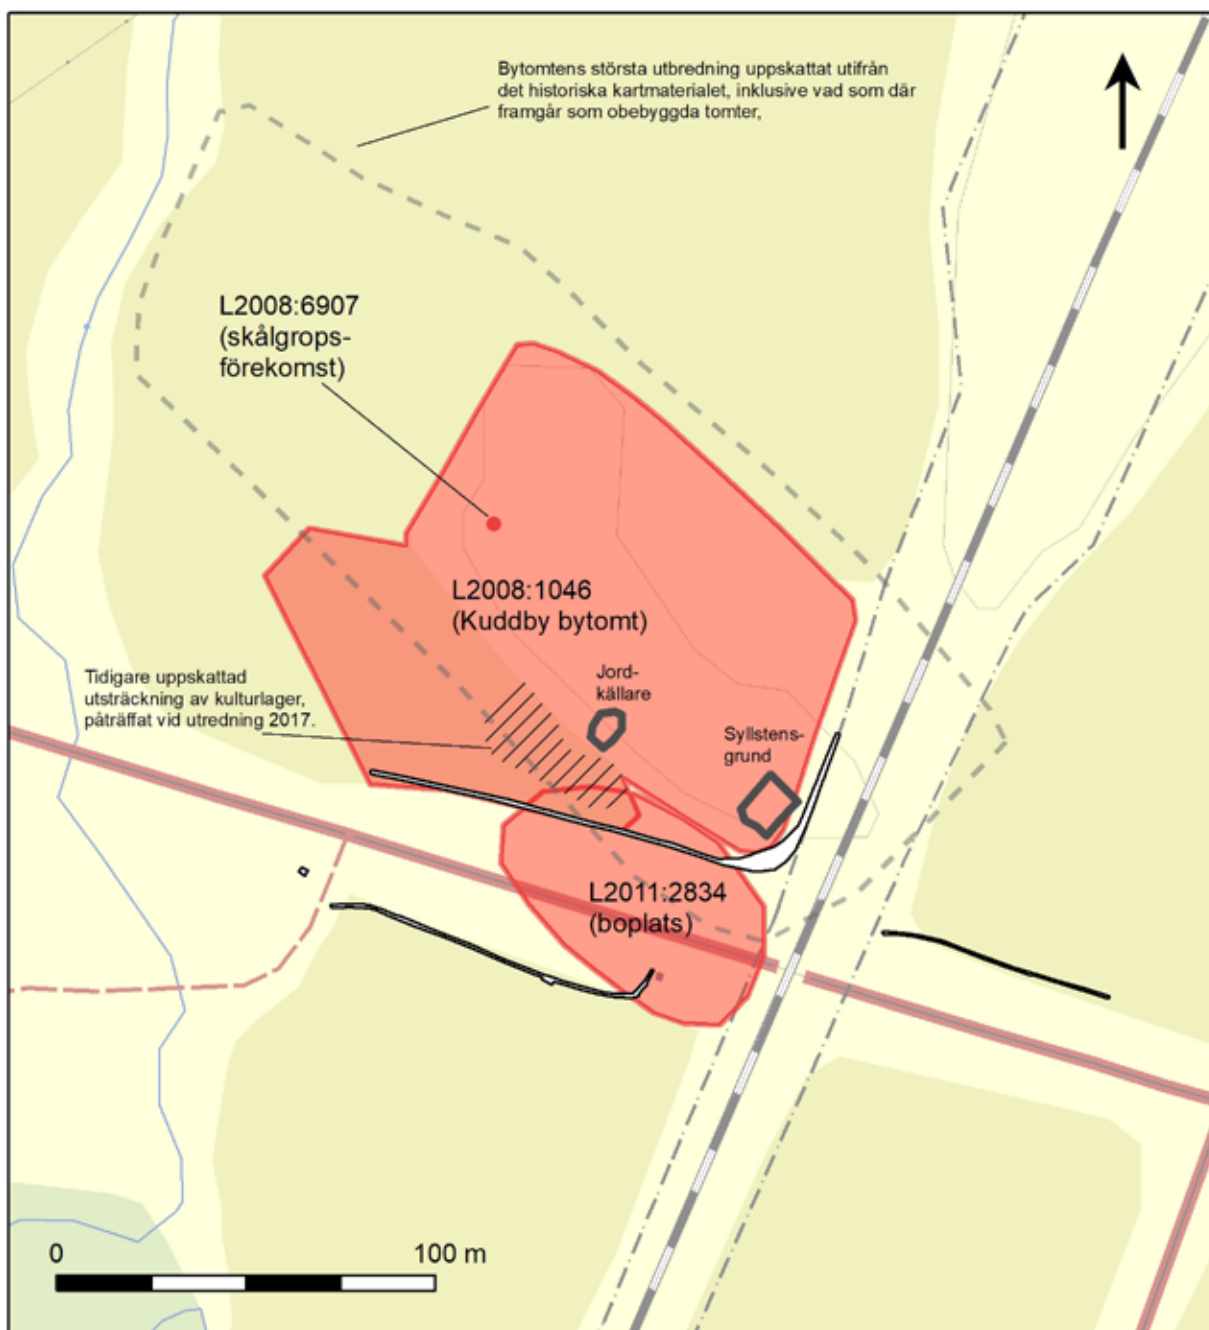 Bytomtens största utbredning uppskattat utifrån
det historiska kartmaterialet, inklusive vad som där
framgår som obebyggda tomter,
L2008:6907
(skålgrops-
förekomst)
L2008:1046
(Kuddby bytomt)
Jord-
källare
Tidigare uppskattad
utsträckning av kulturlager,
påträffat vid utredning 2017.
Syllstens-
grund
L2011:2834
(boplats)
0 100 m